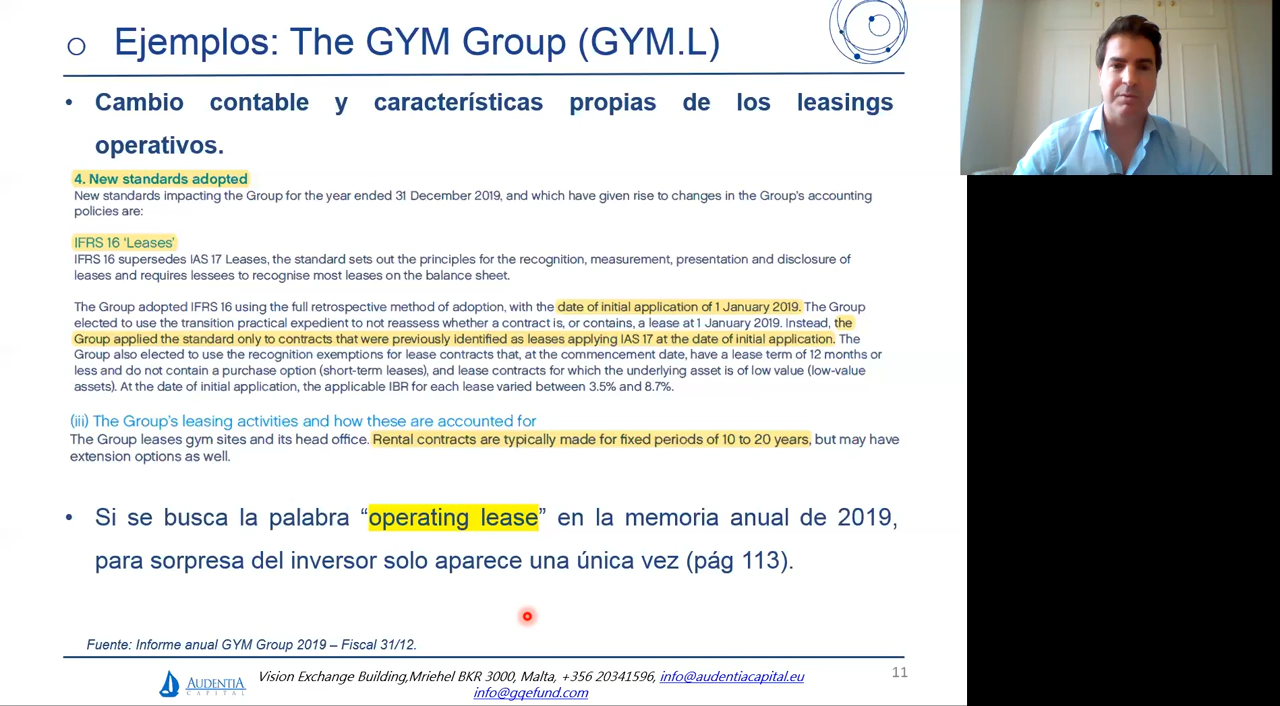 o Ejemplos: The GYM Group (GYM.L)
• Cambio contable y características propias de los leasings
operativos.
4. New standards adopted
New standards impacting the Group for the year ended 31 December 2019, and which have given rise to changes in the Group's accounting
policies are:
IFRS 16 'Leases'
IFRS 16 supersedes IAS 17 Leases, the standard sets out the principles for the recognition, measurement, presentation and disclosure of
leases and requires lessees to recognise most leases on the balance sheet.
The Group adopted IFRS 16 using the full retrospective method of adoption, with the date of initial application of 1 January 2019. The Group
elected to use the transition practical expedient to not reassess whether a contract is, or contains, a lease at 1 January 2019. Instead, the
Group applied the standard only to contracts that were previously identified as leases applying IAS 17 at the date of initial application. The
Group also elected to use the recognition exemptions for lease contracts that, at the commencement date, have a lease term of 12 months or
less and do not contain a purchase option (short-term leases), and lease contracts for which the underlying asset is of low value (low-value
assets). At the date of initial application, the applicable IBR for each lease varied between 3.5% and 8.7%.
(iii) The Group's leasing activities and how these are accounted for
The Group leases gym sites and its head office. Rental contracts are typically made for fixed periods of 10 to 20 years, but may have
extension options as well.
• Si se busca la palabra “operating lease” en la memoria anual de 2019,
para sorpresa del inversor solo aparece una única vez (pág 113).
Fuente: Informe anual GYM Group 2019 – Fiscal 31/12.
AUDENTIA
CAPITAL
Vision Exchange Building,Mriehel BKR 3000, Malta, +356 20341596, info@audentiacapital.eu
info@gqefund.com
11